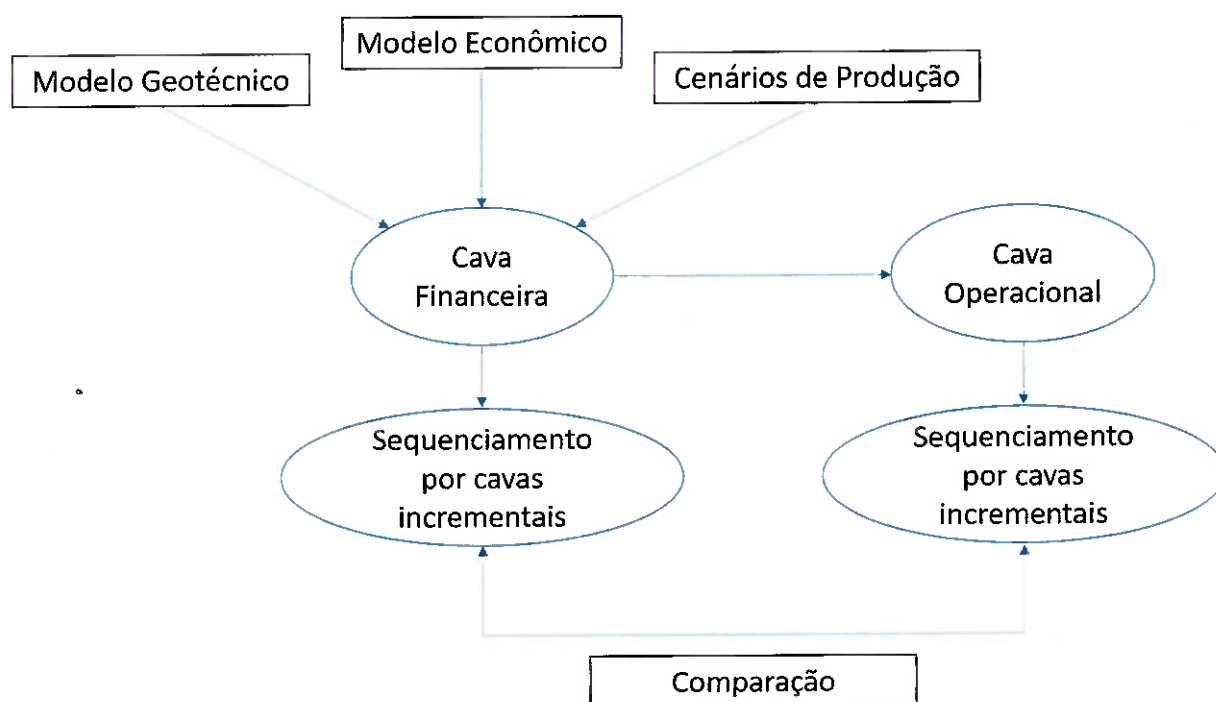 Modelo Econômico
Modelo Geotécnico
Cenários de Produção
Cava
Financeira
Cava
Operacional
Sequenciamento
por cavas
incrementais
Sequenciamento
por cavas
incrementais
Comparação